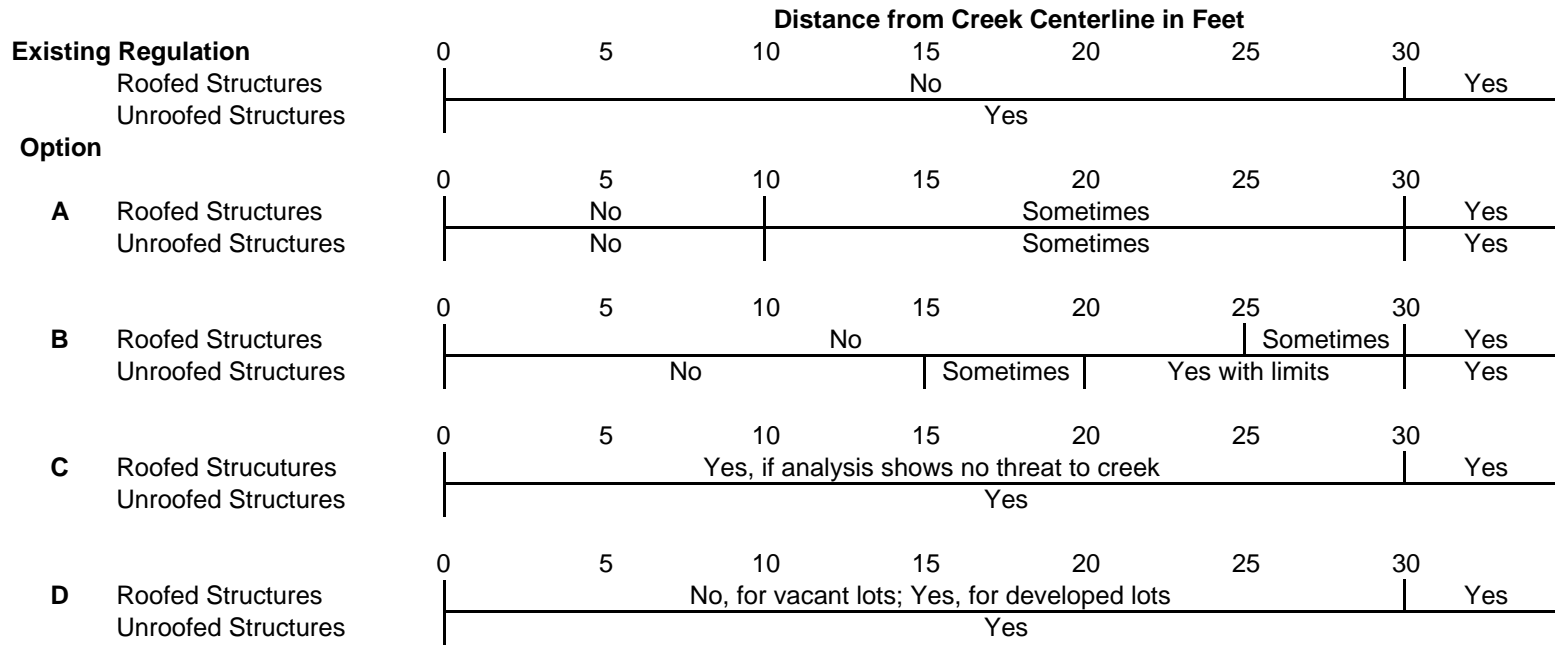 Distance from Creek Centerline in Feet
Existing Regulation 0 5 10 15 20 25 30
Roofed Structures No Yes
Unroofed Structures Yes
Option
0 5 10 15 20 25 30
A Roofed Structures No Sometimes Yes
Unroofed Structures No Sometimes Yes
0 5 10 15 20 25 30
B Roofed Structures No Sometimes Yes
Unroofed Structures No Sometimes Yes with limits Yes
0 5 10 15 20 25 30
C Roofed Strucutures Yes, if analysis shows no threat to creek Yes
Unroofed Structures Yes
0 5 10 15 20 25 30
D Roofed Structures No, for vacant lots; Yes, for developed lots Yes
Unroofed Structures Yes